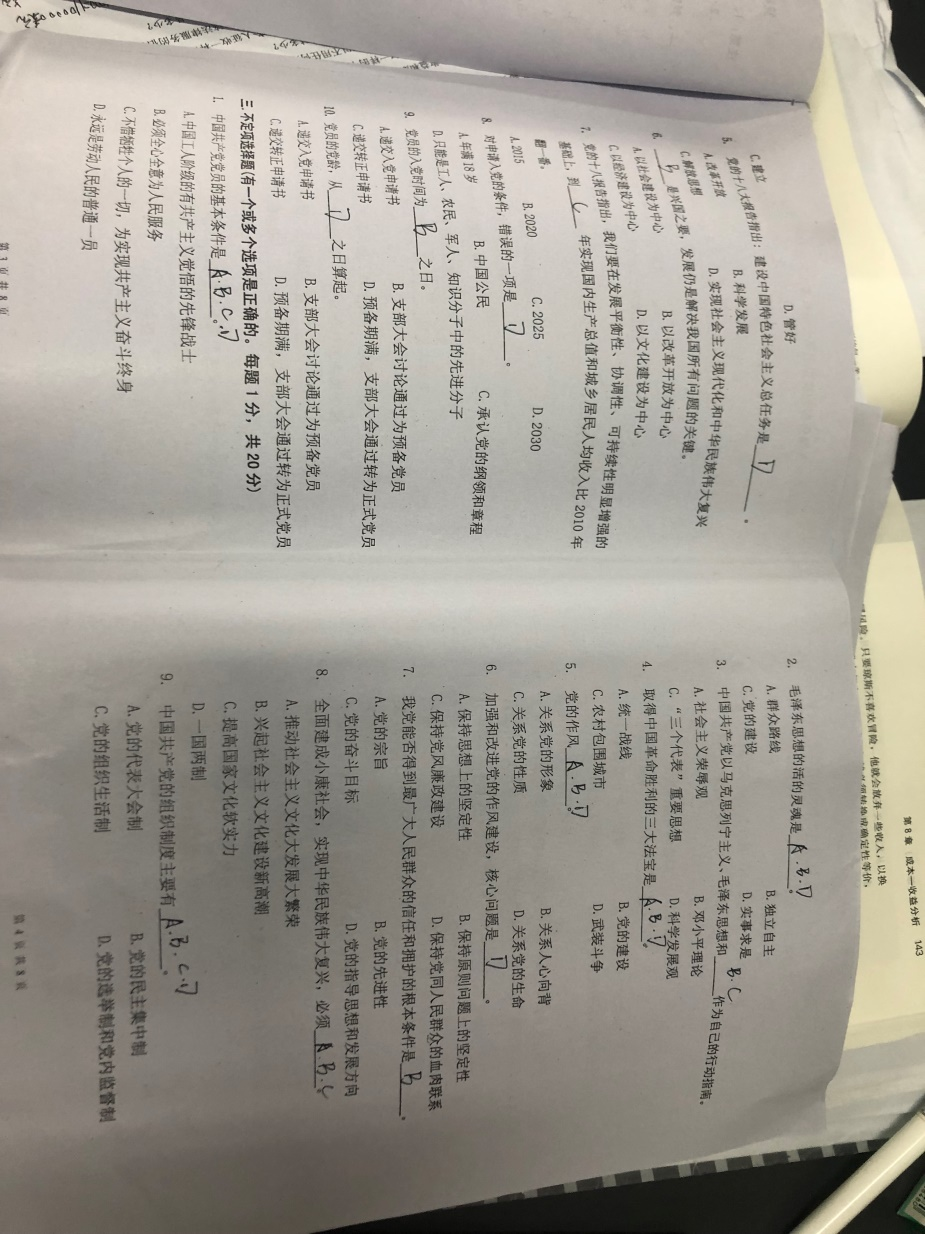 C. 建立
D. 管好
5. 党的十八大报告指出：建设中国特色社会主义总任务是 D 。
A. 改革开放 B. 科学发展
C. 解放思想 D. 实现社会主义现代化和中华民族伟大复兴
6. B 是兴国之要，发展仍是解决我国所有问题的关键。
A. 以社会建设为中心 B. 以改革开放为中心
C. 以经济建设为中心 D. 以文化建设为中心
7. 党的十八报告指出，我们要在发展平衡性、协调性、可持续性明显增强的
基础上，到 C 年实现国内生产总值和城乡居民人均收入比 2010 年
翻一番。
A. 2015 B. 2020 C. 2025 D. 2030
8. 对申请入党的条件，错误的一项是 D 。
A. 年满 18 岁 B. 中国公民 C. 承认党的纲领和章程
D. 只能是工人、农民、军人、知识分子中的先进分子
9. 党员的入党时间为 B 之日。
A. 递交入党申请书 B. 支部大会讨论通过为预备党员
C. 递交转正申请书 D. 预备期满，支部大会通过转为正式党员
10. 党员的党龄，从 D 之日算起。
A. 递交入党申请书 B. 支部大会讨论通过为预备党员
C. 递交转正申请书 D. 预备期满，支部大会通过转为正式党员
三. 不定项选择题(有一个或多个选项是正确的。每题 1 分，共 20 分)
1. 中国共产党党员的基本条件是 A.B.C.D 。
A. 中国工人阶级的有共产主义觉悟的先锋战士
B. 必须全心全意为人民服务
C. 不惜牺牲个人的一切，为实现共产主义奋斗终身
D. 永远是劳动人民的普通一员
第 3 页 共 8 页
2. 毛泽东思想的活的灵魂是 A.B.D 。
A. 群众路线 B. 独立自主
C. 党的建设 D. 实事求是
3. 中国共产党以马克思列宁主义、毛泽东思想和 B.C 作为自己的行动指南。
A. 社会主义荣辱观 B. 邓小平理论
C. “三个代表”重要思想 D. 科学发展观
4. 取得中国革命胜利的三大法宝是 A.B.D 。
A. 统一战线 B. 党的建设
C. 农村包围城市 D. 武装斗争
5. 党的作风 A.B.D
A. 关系党的形象 B. 关系人心向背
C. 关系党的性质 D. 关系党的生命
6. 加强和改进党的作风建设，核心问题是 D 。
A. 保持思想上的坚定性 B. 保持原则问题上的坚定性
C. 保持党风廉政建设 D. 保持党同人民群众的血肉联系
7. 我党能否得到最广大人民群众的信任和拥护的根本条件是 B 。
A. 党的宗旨 B. 党的先进性
C. 党的奋斗目标 D. 党的指导思想和发展方向
8. 全面建成小康社会，实现中华民族伟大复兴，必须 A.B.C
A. 推动社会主义文化大发展大繁荣
B. 兴起社会主义文化建设新高潮
C. 提高国家文化软实力
D. 一国两制
9. 中国共产党的组织制度主要有 A.B.C.D 。
A. 党的代表大会制 B. 党的民主集中制
C. 党的组织生活制 D. 党的选举制和党内监督制
第 4 页 共 8 页
第 8 章 成本—收益分析 143
风险，只要琼斯不喜欢冒险，他就会放弃一些收入，以换